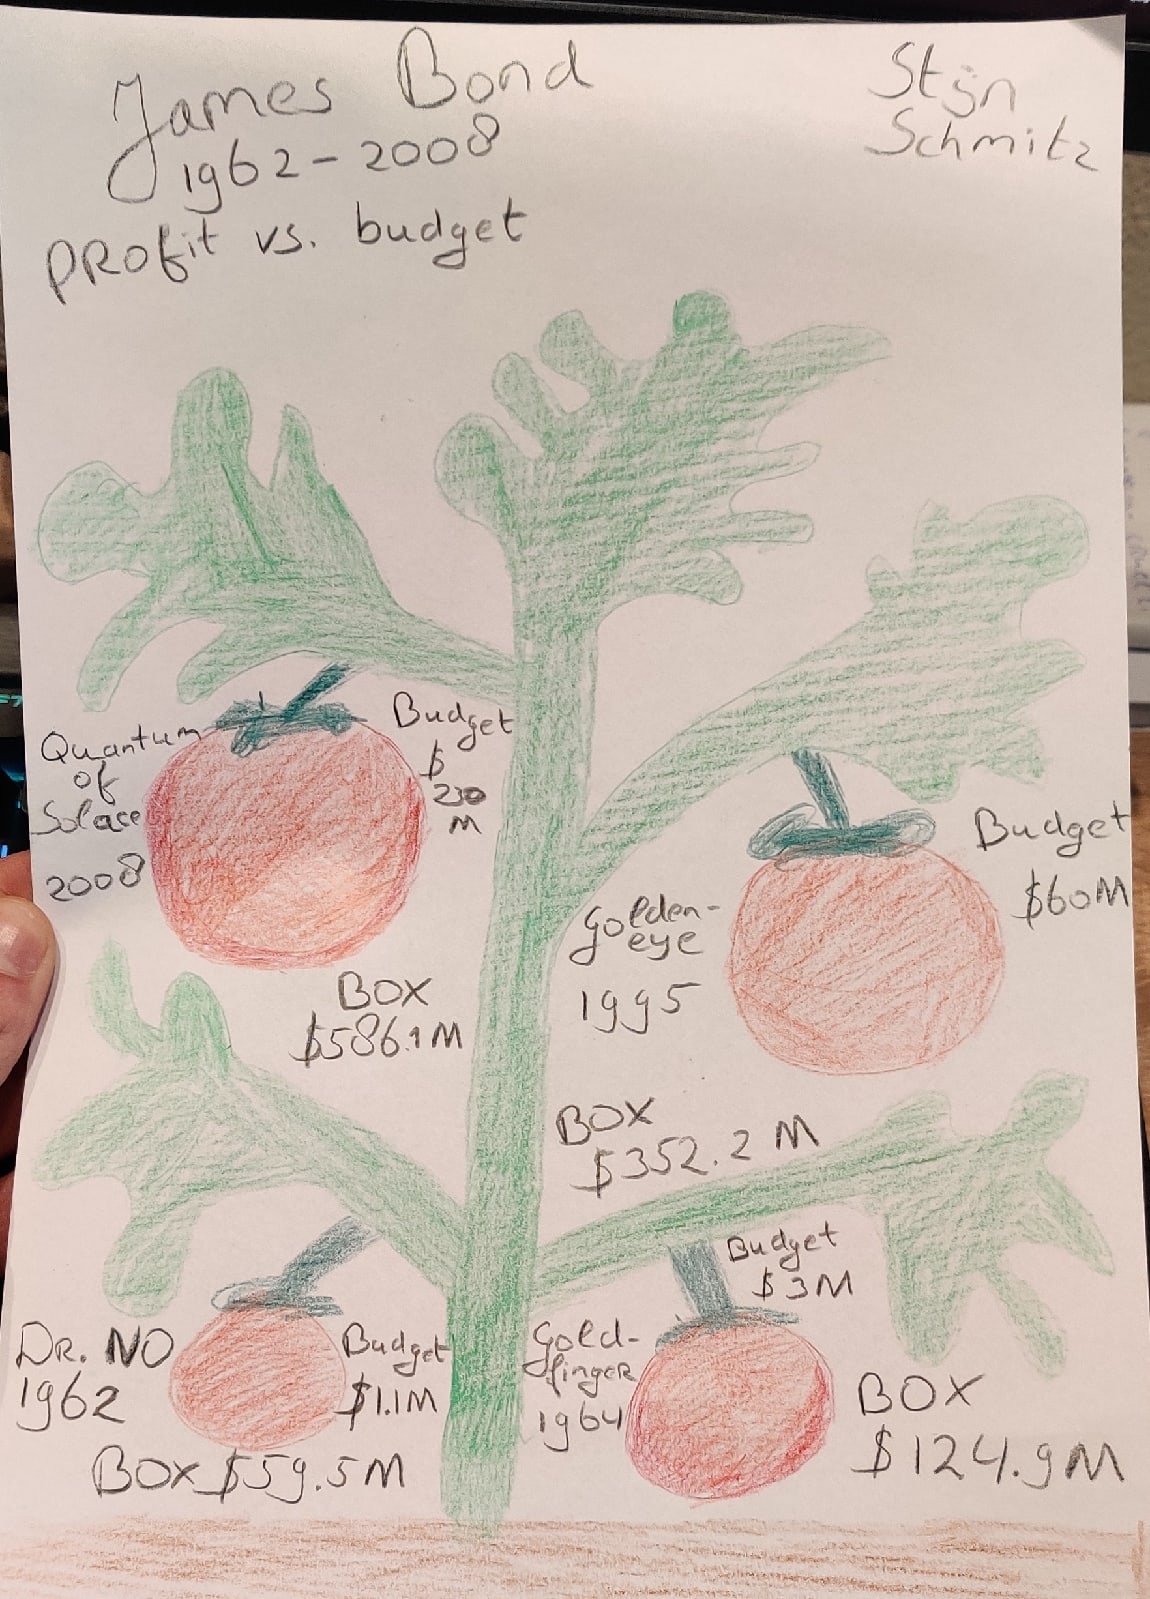 James Bond
1962-2008
PROfit vs. budget
Stijn
Schmitz
Quantum
of
Solace
2008
Budget
$
230
M
BOX
$586.1M
Budget
$60M
Golden-
eye
1995
BOX
$352.2 M
Dr. NO
1962
Budget
$1.1M
BOX $59.5M
Gold-
finger
1964
Budget
$3M
BOX
$124.9M